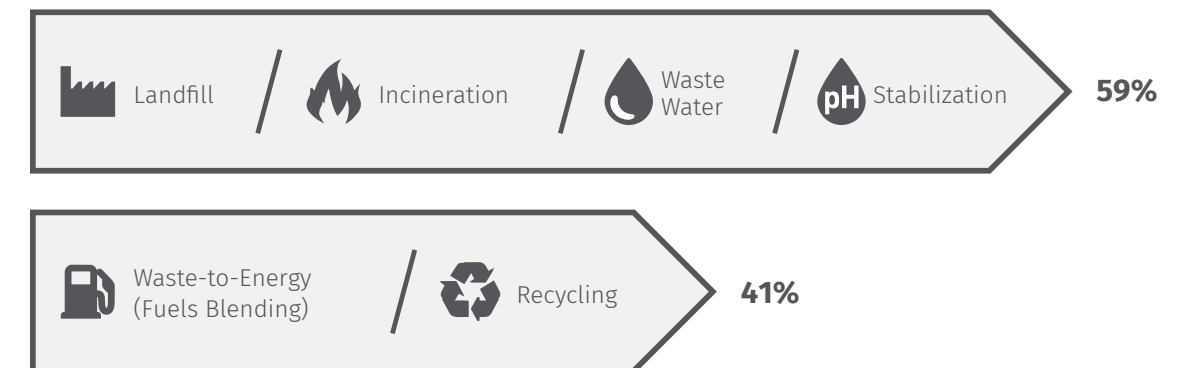 Landfill
Incineration
Waste
Water
pH
Stabilization
59%
Waste-to-Energy
(Fuels Blending)
Recycling
41%